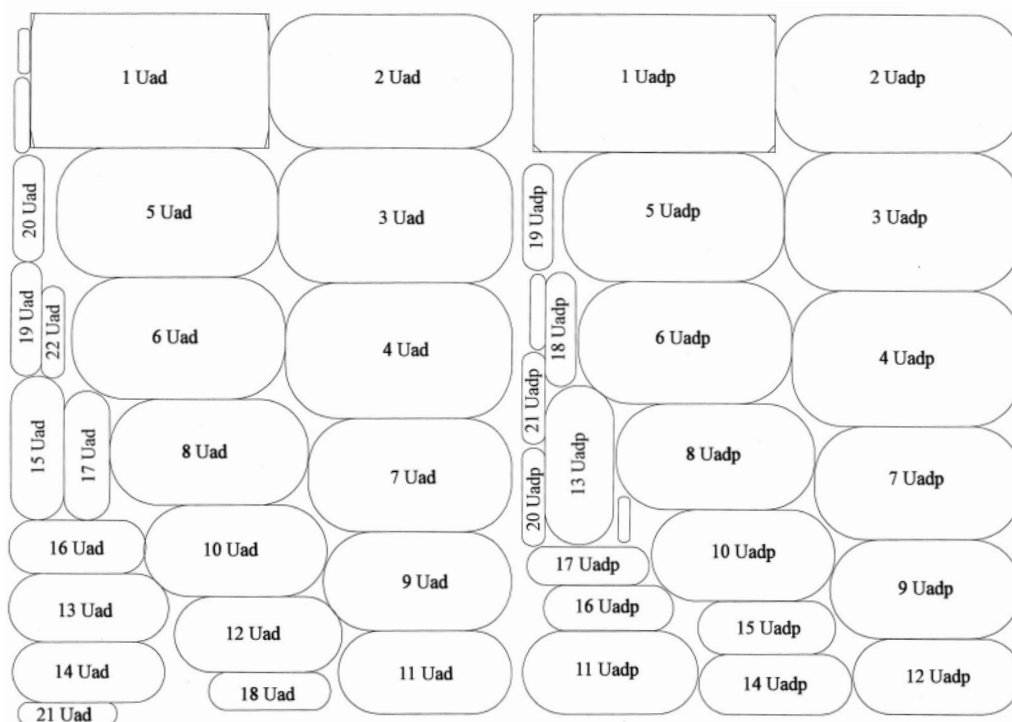 1 Uad
2 Uad
20 Uad
5 Uad
3 Uad
19 Uad
22 Uad
6 Uad
4 Uad
15 Uad
17 Uad
8 Uad
7 Uad
16 Uad
10 Uad
9 Uad
13 Uad
12 Uad
14 Uad
18 Uad
11 Uad
21 Uad
1 Uadp
2 Uadp
19 Uadp
5 Uadp
3 Uadp
18 Uadp
6 Uadp
4 Uadp
21 Uadp
13 Uadp
8 Uadp
7 Uadp
20 Uadp
17 Uadp
10 Uadp
9 Uadp
16 Uadp
15 Uadp
11 Uadp
14 Uadp
12 Uadp